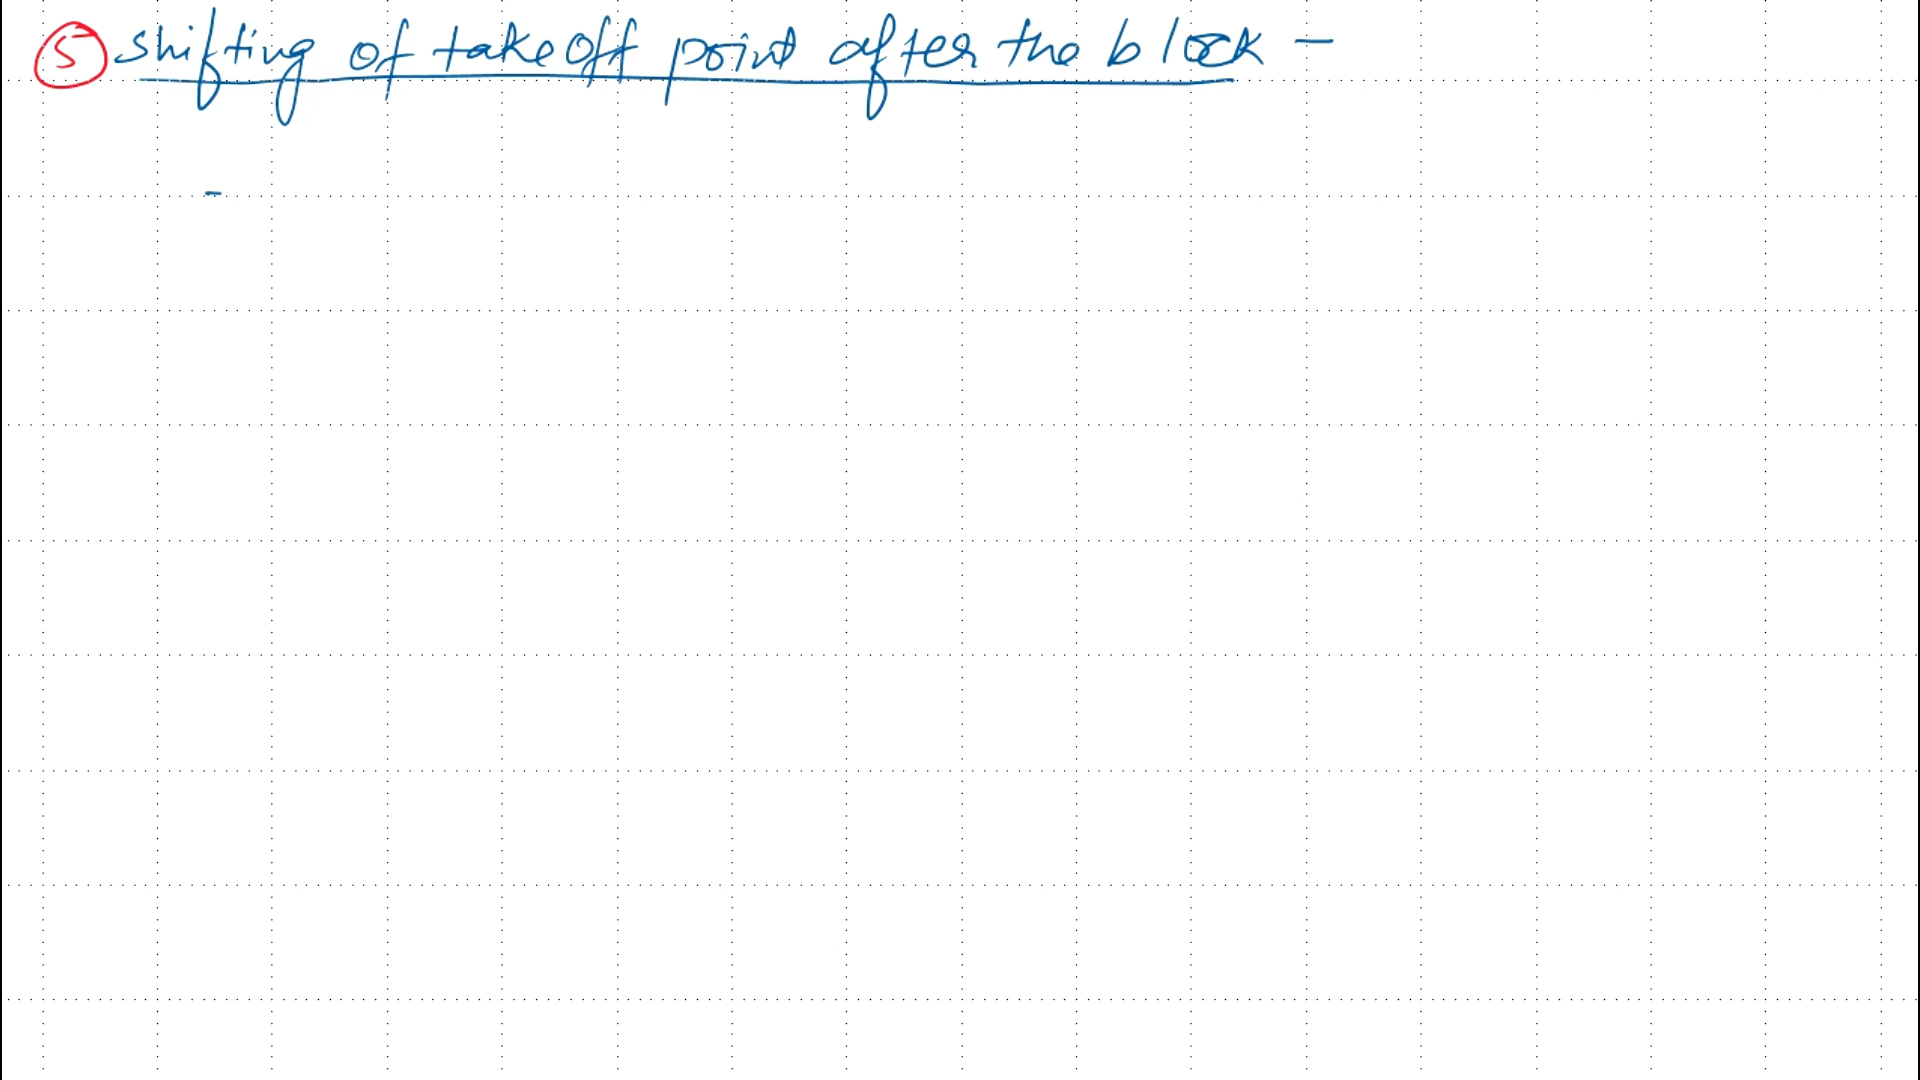 5 shifting of takeoff point after the block -
-